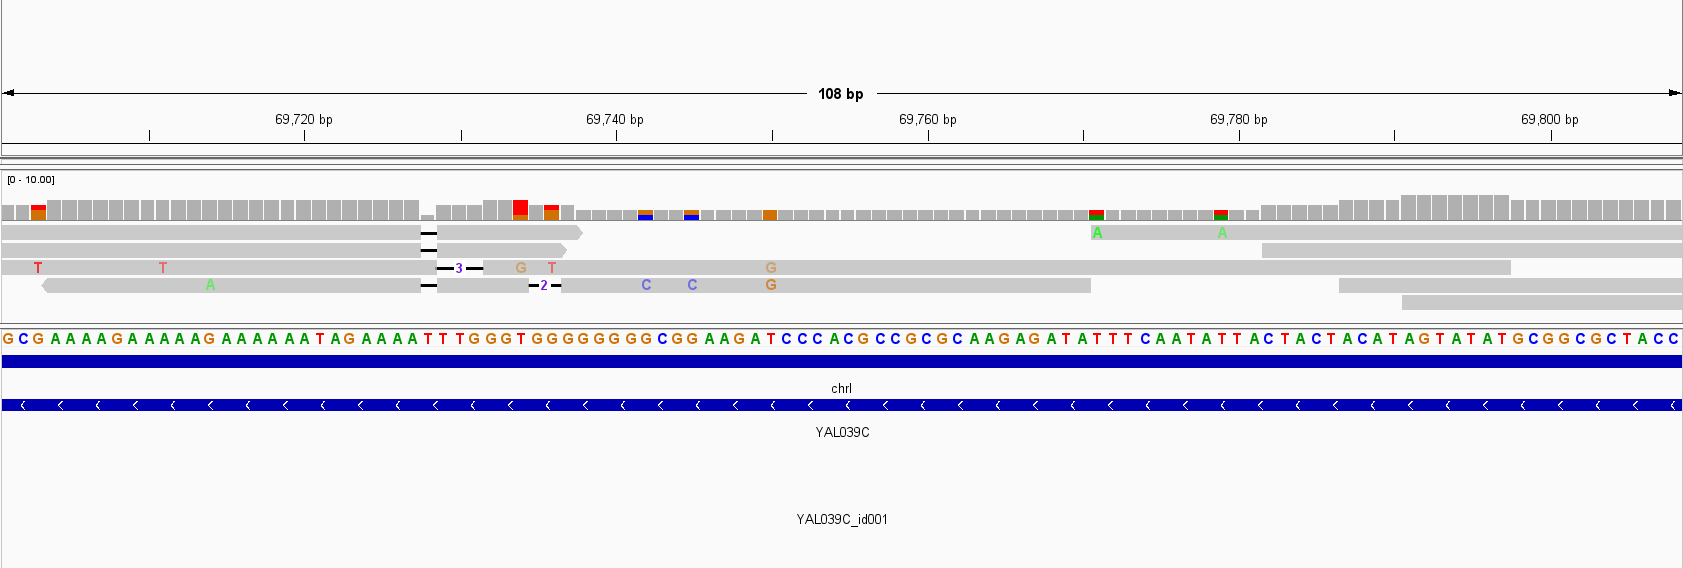 108 bp
69,720 bp 69,740 bp 69,760 bp 69,780 bp 69,800 bp
[0 - 10.00]
A A
T T 3 G T G
A 2 C C G
G C G A A A A G A A A A A G A A A A A A T A G A A A A T T T G G G T G G G G G G G G C G G A A G A T C C C A C G C C G C G C A A G A G A T A T T T C A A T A T T A C T A C T A C A T A G T A T A T G C G G C G C T A C C
chrI
YAL039C
YAL039C_id001